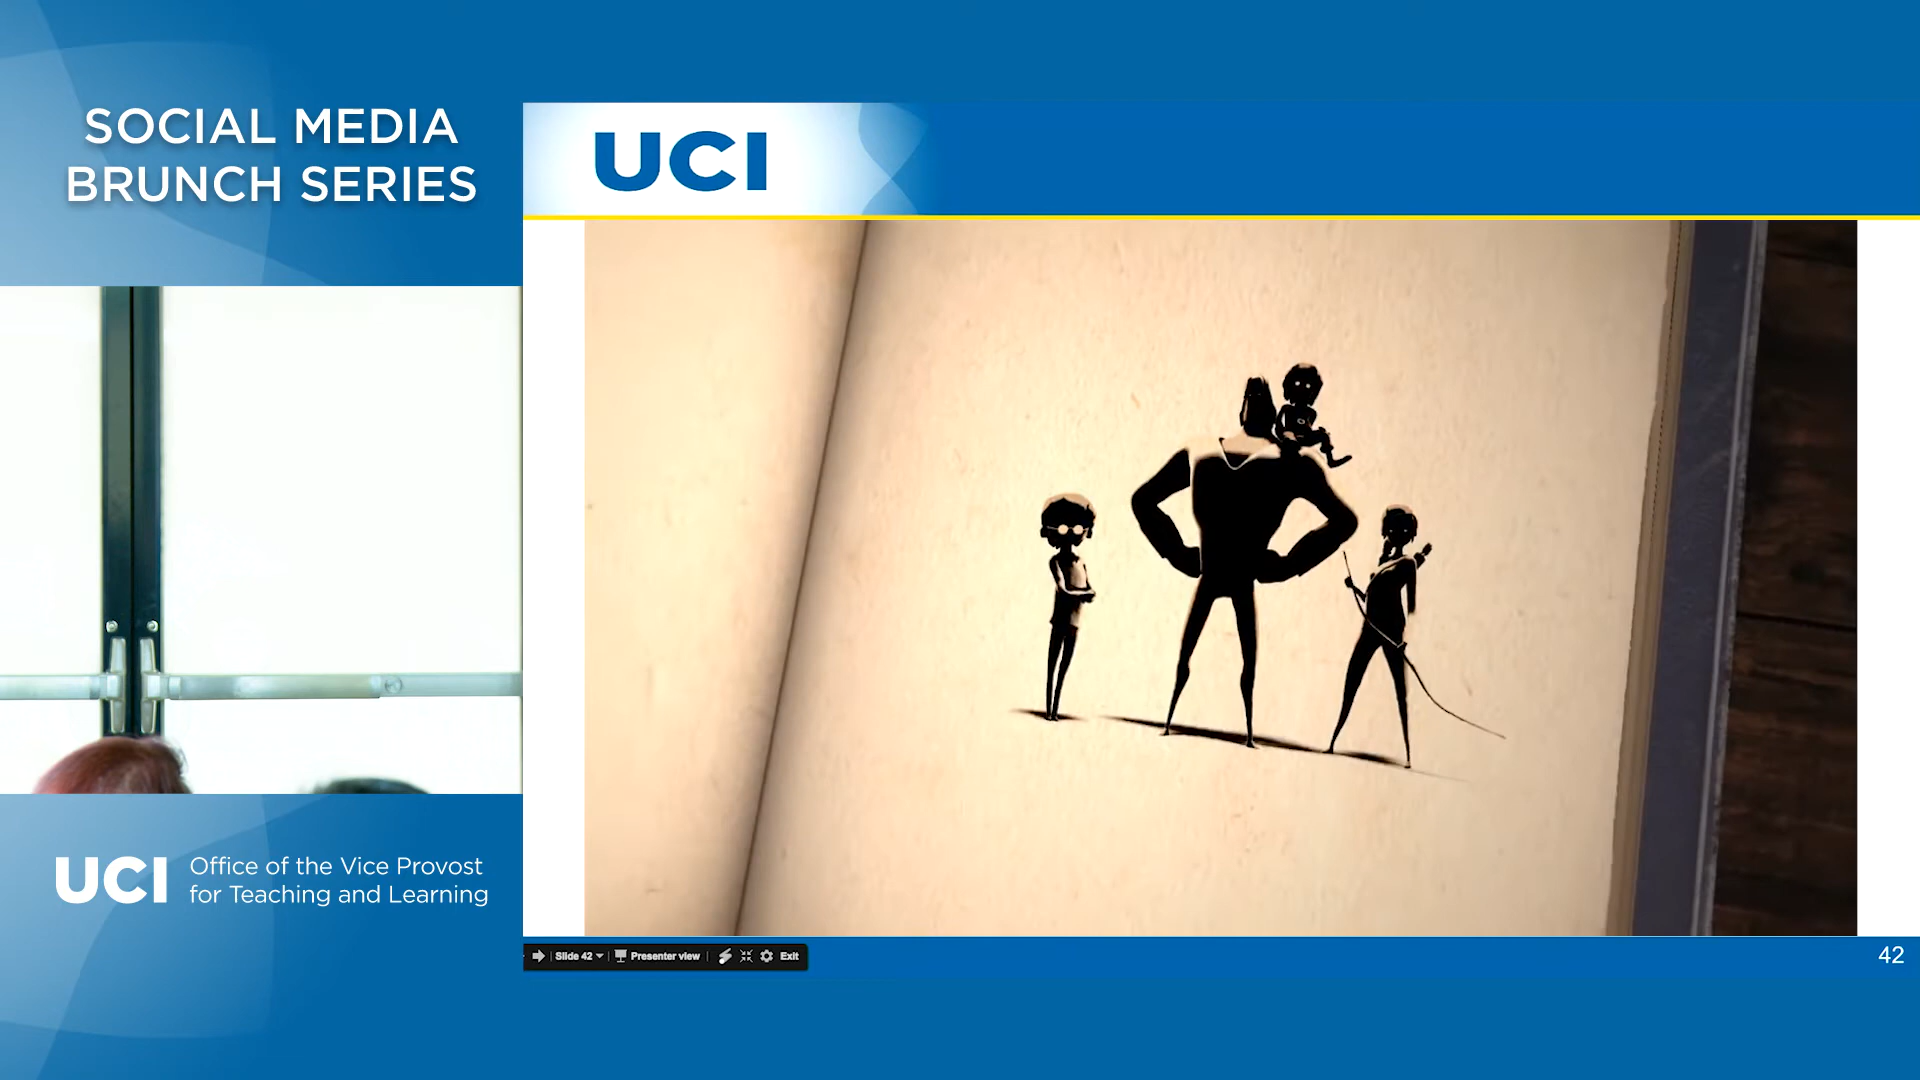 SOCIAL MEDIA
BRUNCH SERIES
UCI
UCI Office of the Vice Provost
for Teaching and Learning
Slide 42
Presenter view
Exit
42